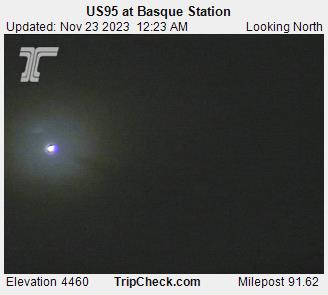 US95 at Basque Station
Updated: Nov 23 2023 12:23 AM Looking North
Elevation 4460 TripCheck.com Milepost 91.62